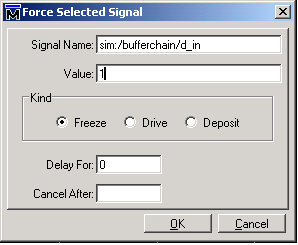 Force Selected Signal
Signal Name: sim:/bufferchain/d_in
Value: 1
Kind
Freeze Drive Deposit
Delay For: 0
Cancel After:
OK Cancel